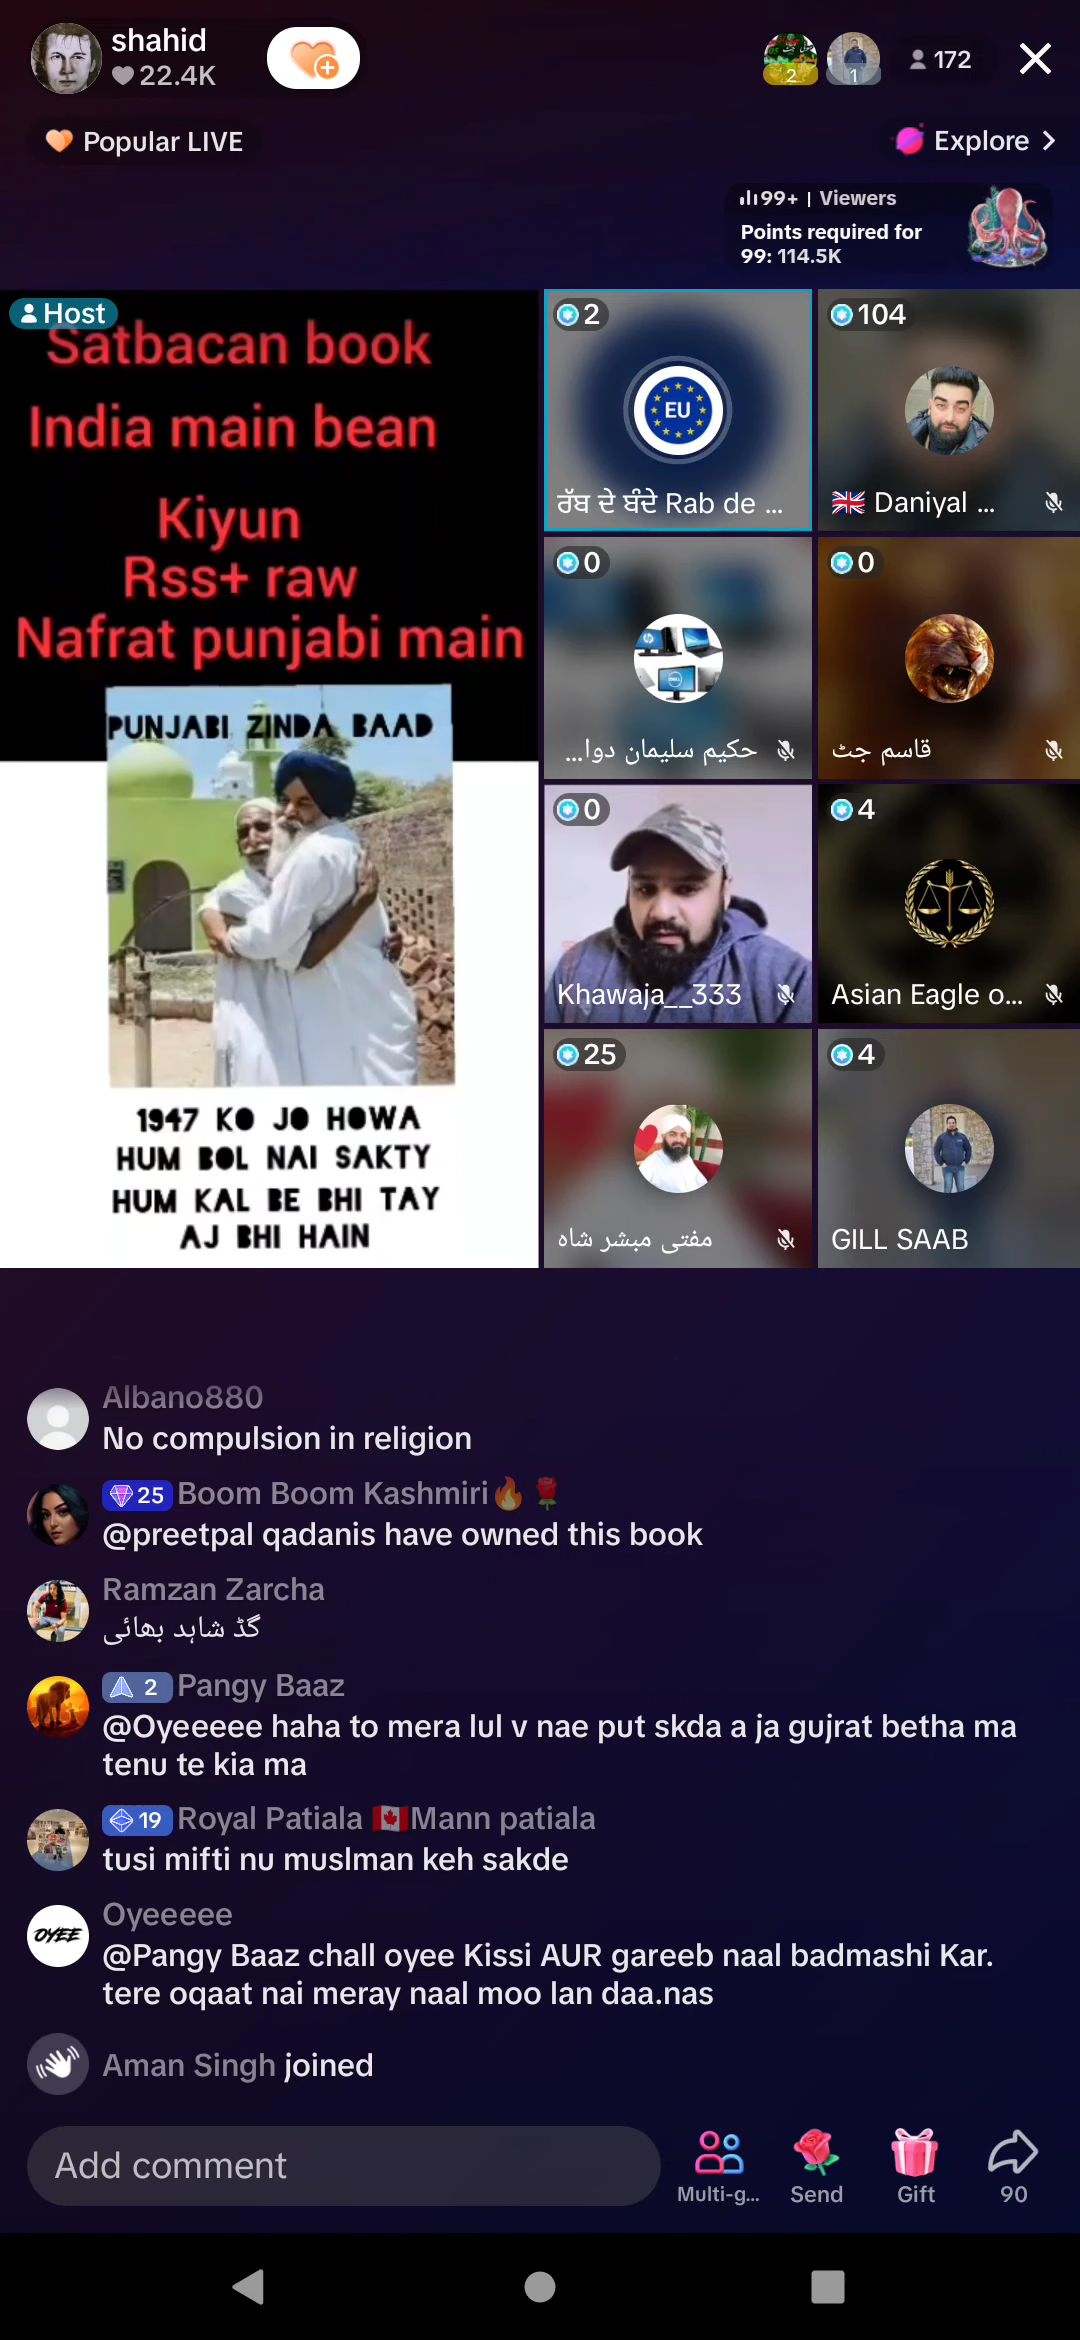 shahid
22.4K
2
1
172
Popular LIVE
Explore
99+ | Viewers
Points required for
99: 114.5K
Host
Satbacan book
India main bean
Kiyun
Rss+ raw
Nafrat punjabi main
PUNJABI ZINDA BAAD
1947 KO JO HOWA
HUM BOL NAI SAKTY
HUM KAL BE BHI TAY
AJ BHI HAIN
2
EU
ਰੱਬ ਦੇ ਬੰਦੇ Rab de ...
104
🇬🇧 Daniyal ...
0
حکیم سلیمان دوا...
0
قاسم جٹ
0
Khawaja__333
4
Asian Eagle o...
25
مفتی مبشر شاہ
4
GILL SAAB
Albano880
No compulsion in religion
25 Boom Boom Kashmiri🔥🌹
@preetpal qadanis have owned this book
Ramzan Zarcha
گڈ شاہد بھائی
2 Pangy Baaz
@Oyeeeee haha to mera lul v nae put skda a ja gujrat betha ma
tenu te kia ma
19 Royal Patiala 🇨🇦Mann patiala
tusi mifti nu muslman keh sakde
OYEE
Oyeeeee
@Pangy Baaz chall oyee Kissi AUR gareeb naal badmashi Kar.
tere oqaat nai meray naal moo lan daa.nas
Aman Singh joined
Add comment
Multi-g...
Send
Gift
90